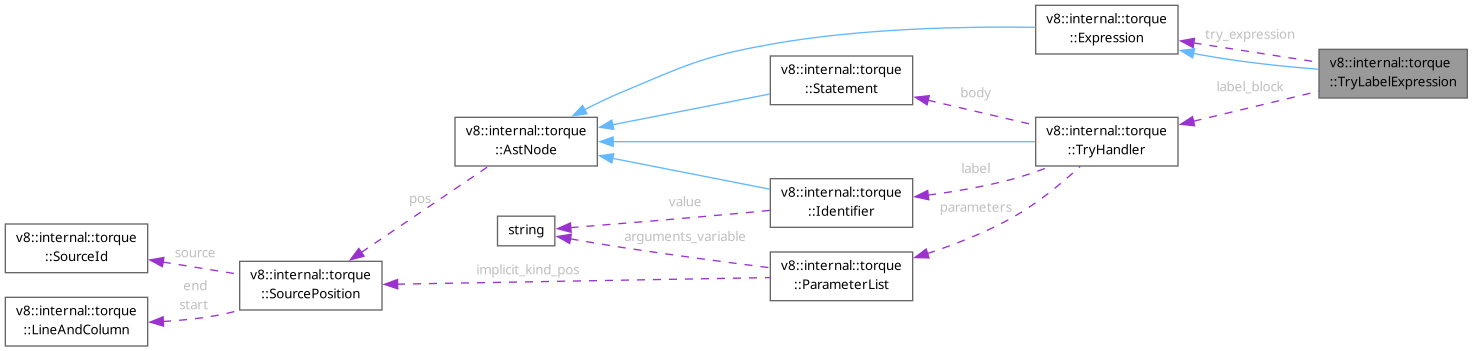 v8::internal::torque
::Expression
try_expression
v8::internal::torque
::TryLabelExpression
v8::internal::torque
::Statement
body
label_block
v8::internal::torque
::AstNode
v8::internal::torque
::TryHandler
pos
label
v8::internal::torque
::Identifier
value
parameters
string
arguments_variable
v8::internal::torque
::SourceId
source
v8::internal::torque
::SourcePosition
implicit_kind_pos
v8::internal::torque
::ParameterList
end
start
v8::internal::torque
::LineAndColumn